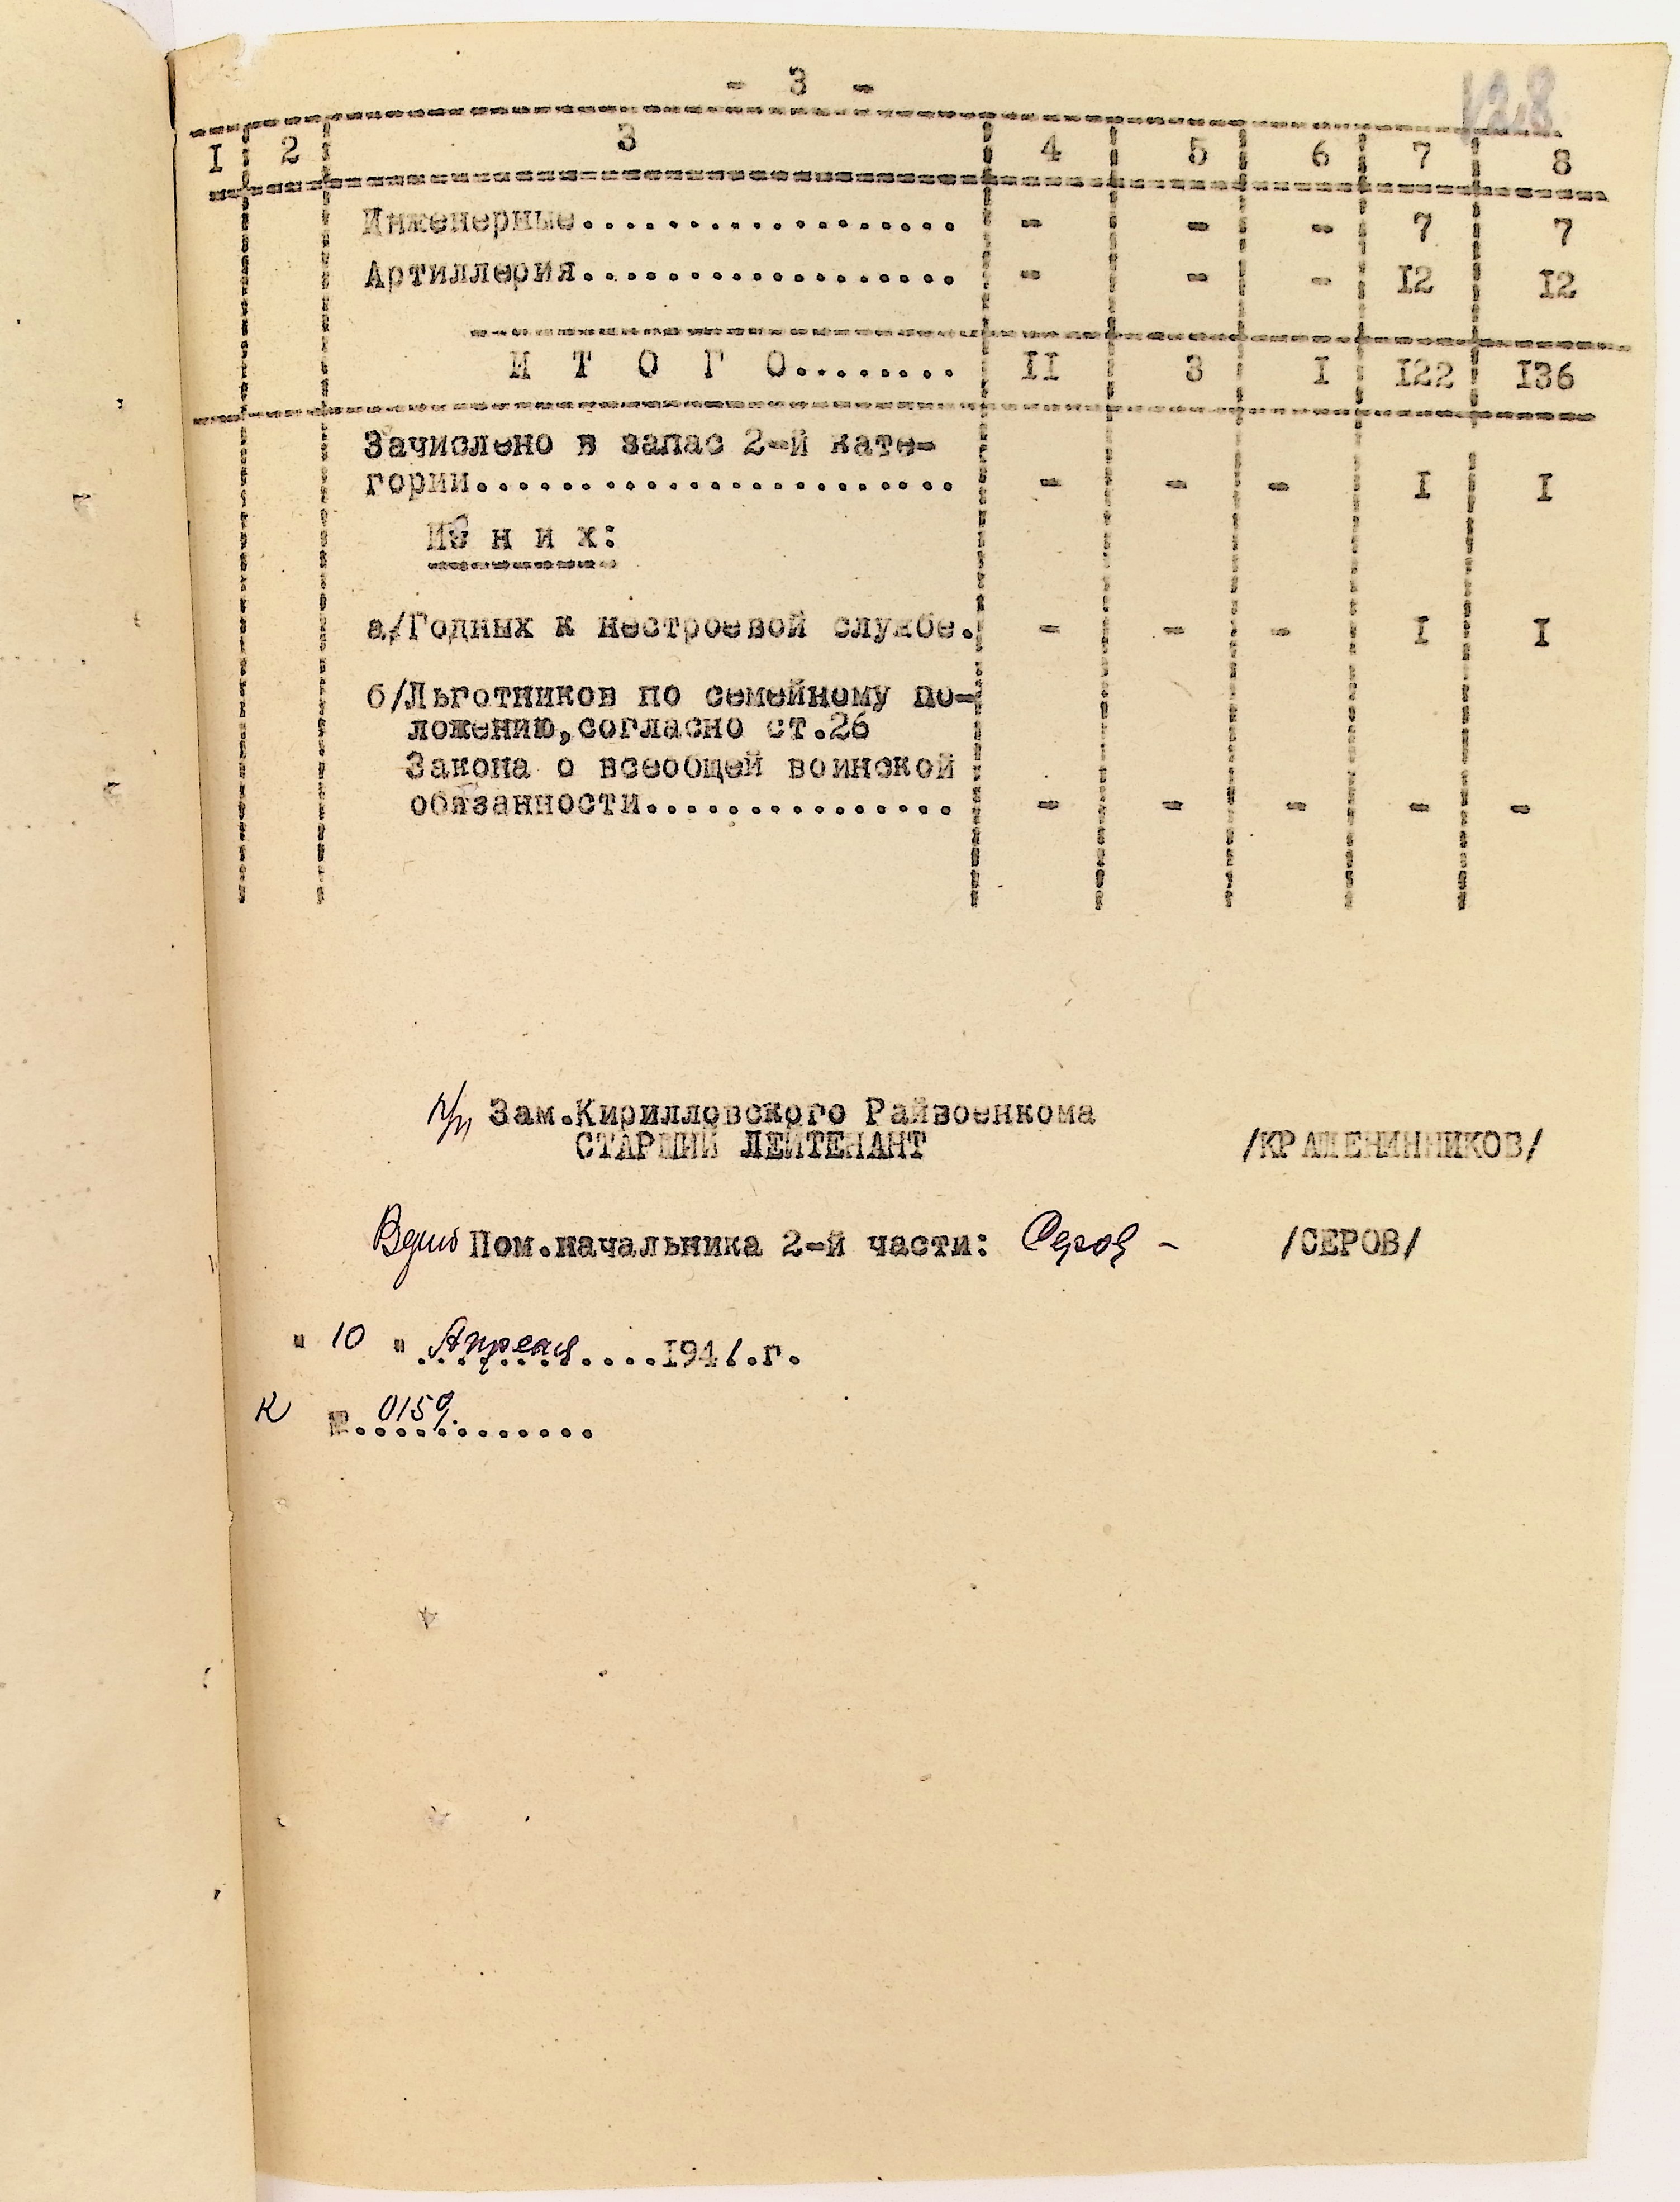 - 3 -
128
I 2 3 4 5 6 7 8
Инженерные.................. - - - 7 7
Артиллерия.................. - - - I2 I2
И Т О Г О........ II 3 I I22 I36
Зачислено в запас 2-й кате-
гории....................... - - - I I
Из н и х:
а/Годных к нестроевой службе. - - - I I
б/Льготников по семейному по-
ложению,согласно ст.26
Закона о всеобщей воинской
обязанности............... - - - - -
п/п Зам.Кирилловского Райвоенкома
СТАРШИЙ ЛЕЙТЕНАНТ /КРАШЕНИННИКОВ/
Пом.начальника 2-й части: Серов - /СЕРОВ/
" 10 " Апреля....1941.г.
К №.0159............